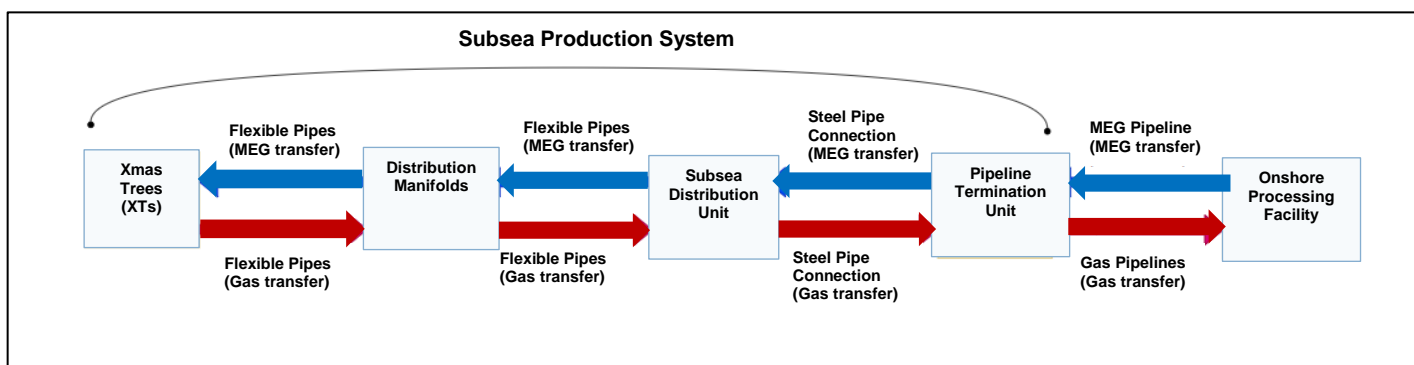 Subsea Production System
Flexible Pipes
(MEG transfer)
Flexible Pipes
(MEG transfer)
Steel Pipe
Connection
(MEG transfer)
MEG Pipeline
(MEG transfer)
Xmas
Trees
(XTs)
Distribution
Manifolds
Subsea
Distribution
Unit
Pipeline
Termination
Unit
Onshore
Processing
Facility
Flexible Pipes
(Gas transfer)
Flexible Pipes
(Gas transfer)
Steel Pipe
Connection
(Gas transfer)
Gas Pipelines
(Gas transfer)